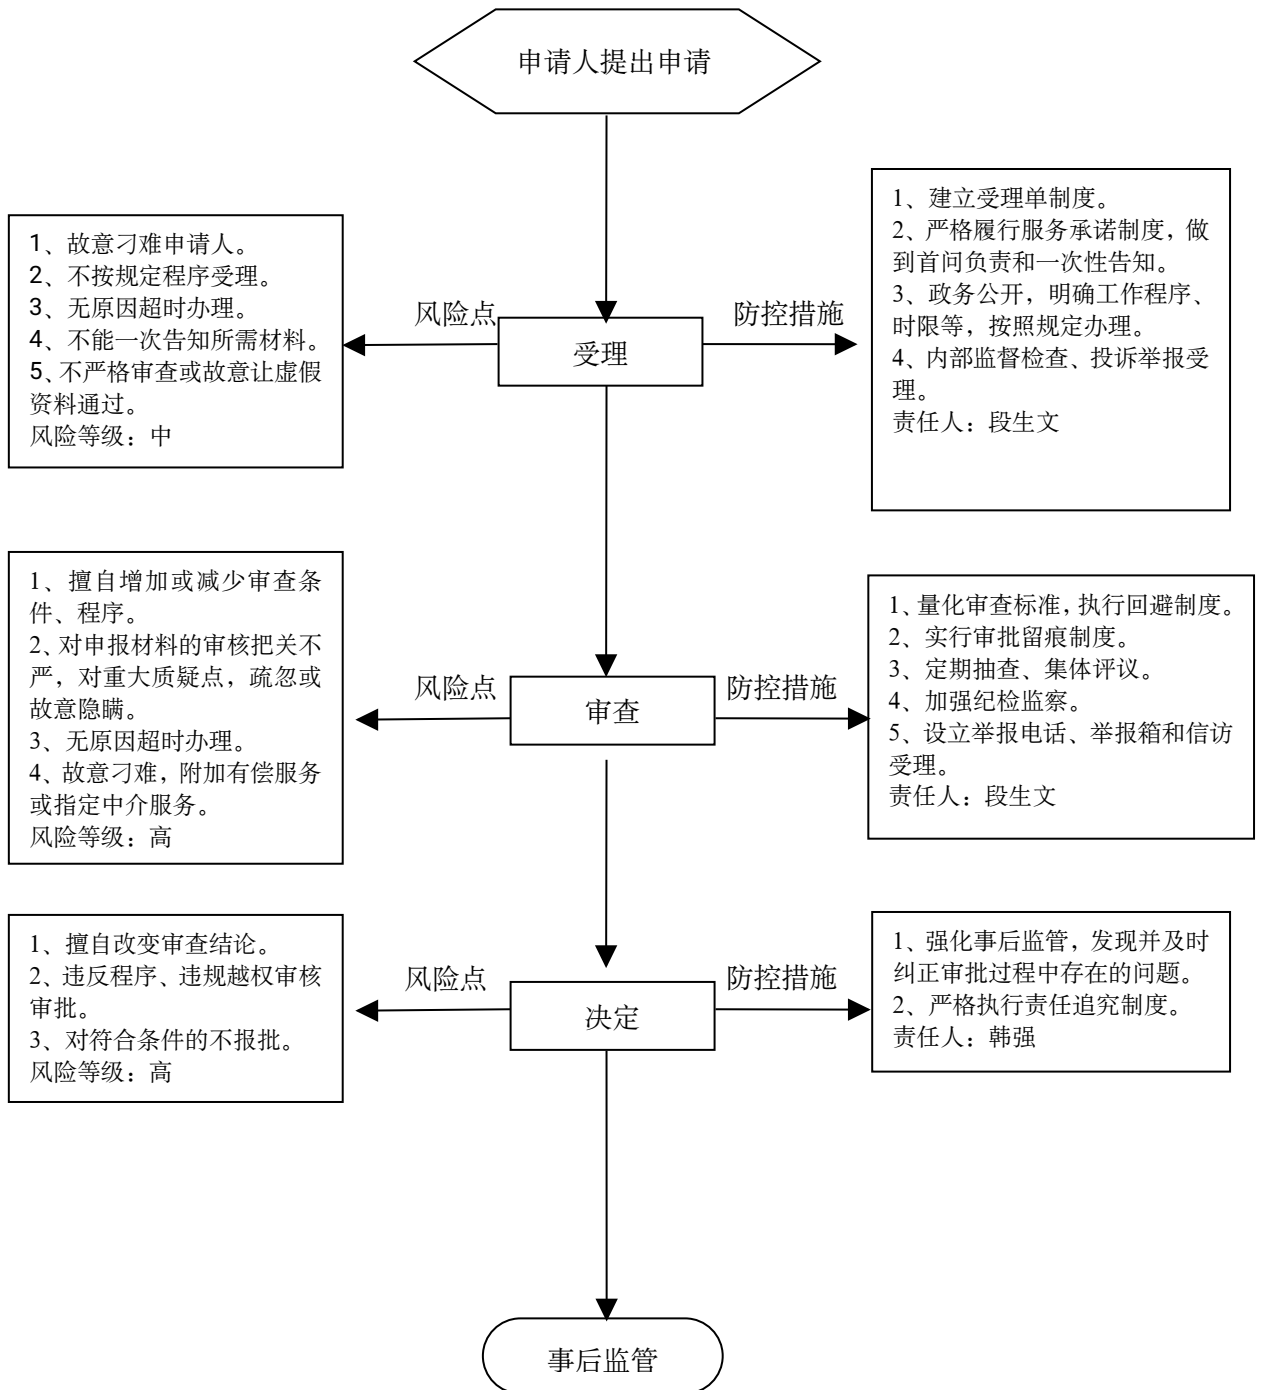 申请人提出申请
1、故意刁难申请人。
2、不按规定程序受理。
3、无原因超时办理。
4、不能一次告知所需材料。
5、不严格审查或故意让虚假
资料通过。
风险等级：中
风险点
受理
防控措施
1、建立受理单制度。
2、严格履行服务承诺制度，做
到首问负责和一次性告知。
3、政务公开，明确工作程序、
时限等，按照规定办理。
4、内部监督检查、投诉举报受
理。
责任人：段生文
1、擅自增加或减少审查条
件、程序。
2、对申报材料的审核把关不
严，对重大质疑点，疏忽或
故意隐瞒。
3、无原因超时办理。
4、故意刁难，附加有偿服务
或指定中介服务。
风险等级：高
风险点
审查
防控措施
1、量化审查标准，执行回避制度。
2、实行审批留痕制度。
3、定期抽查、集体评议。
4、加强纪检监察。
5、设立举报电话、举报箱和信访
受理。
责任人：段生文
1、擅自改变审查结论。
2、违反程序、违规越权审核
审批。
3、对符合条件的不报批。
风险等级：高
风险点
决定
防控措施
1、强化事后监管，发现并及时
纠正审批过程中存在的问题。
2、严格执行责任追究制度。
责任人：韩强
事后监管